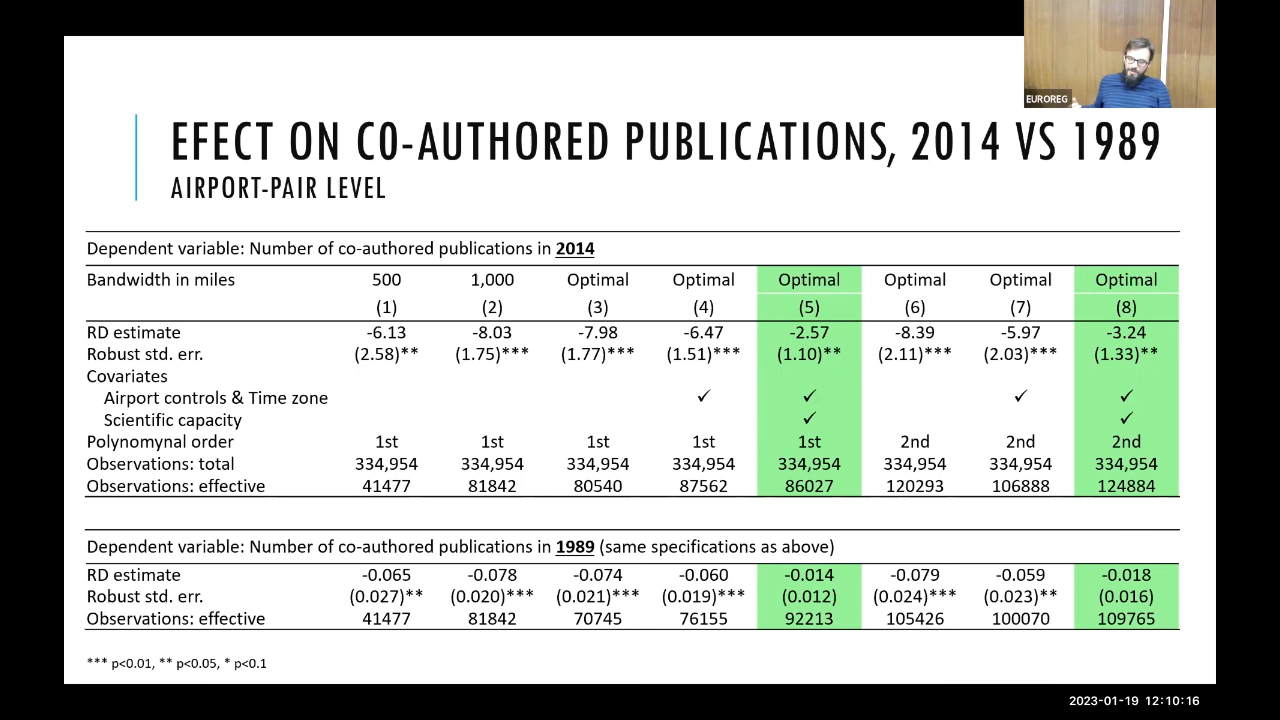 EUROREG
EFECT ON CO-AUTHORED PUBLICATIONS, 2014 VS 1989
AIRPORT-PAIR LEVEL
Dependent variable: Number of co-authored publications in 2014
Bandwidth in miles 500 1,000 Optimal Optimal Optimal Optimal Optimal Optimal
(1) (2) (3) (4) (5) (6) (7) (8)
RD estimate -6.13 -8.03 -7.98 -6.47 -2.57 -8.39 -5.97 -3.24
Robust std. err. (2.58)** (1.75)*** (1.77)*** (1.51)*** (1.10)** (2.11)*** (2.03)*** (1.33)**
Covariates
Airport controls & Time zone ✓ ✓ ✓ ✓
Scientific capacity ✓ ✓
Polynomynal order 1st 1st 1st 1st 1st 2nd 2nd 2nd
Observations: total 334,954 334,954 334,954 334,954 334,954 334,954 334,954 334,954
Observations: effective 41477 81842 80540 87562 86027 120293 106888 124884
Dependent variable: Number of co-authored publications in 1989 (same specifications as above)
RD estimate -0.065 -0.078 -0.074 -0.060 -0.014 -0.079 -0.059 -0.018
Robust std. err. (0.027)** (0.020)*** (0.021)*** (0.019)*** (0.012) (0.024)*** (0.023)** (0.016)
Observations: effective 41477 81842 70745 76155 92213 105426 100070 109765
*** p<0.01, ** p<0.05, * p<0.1
2023-01-19 12:10:16